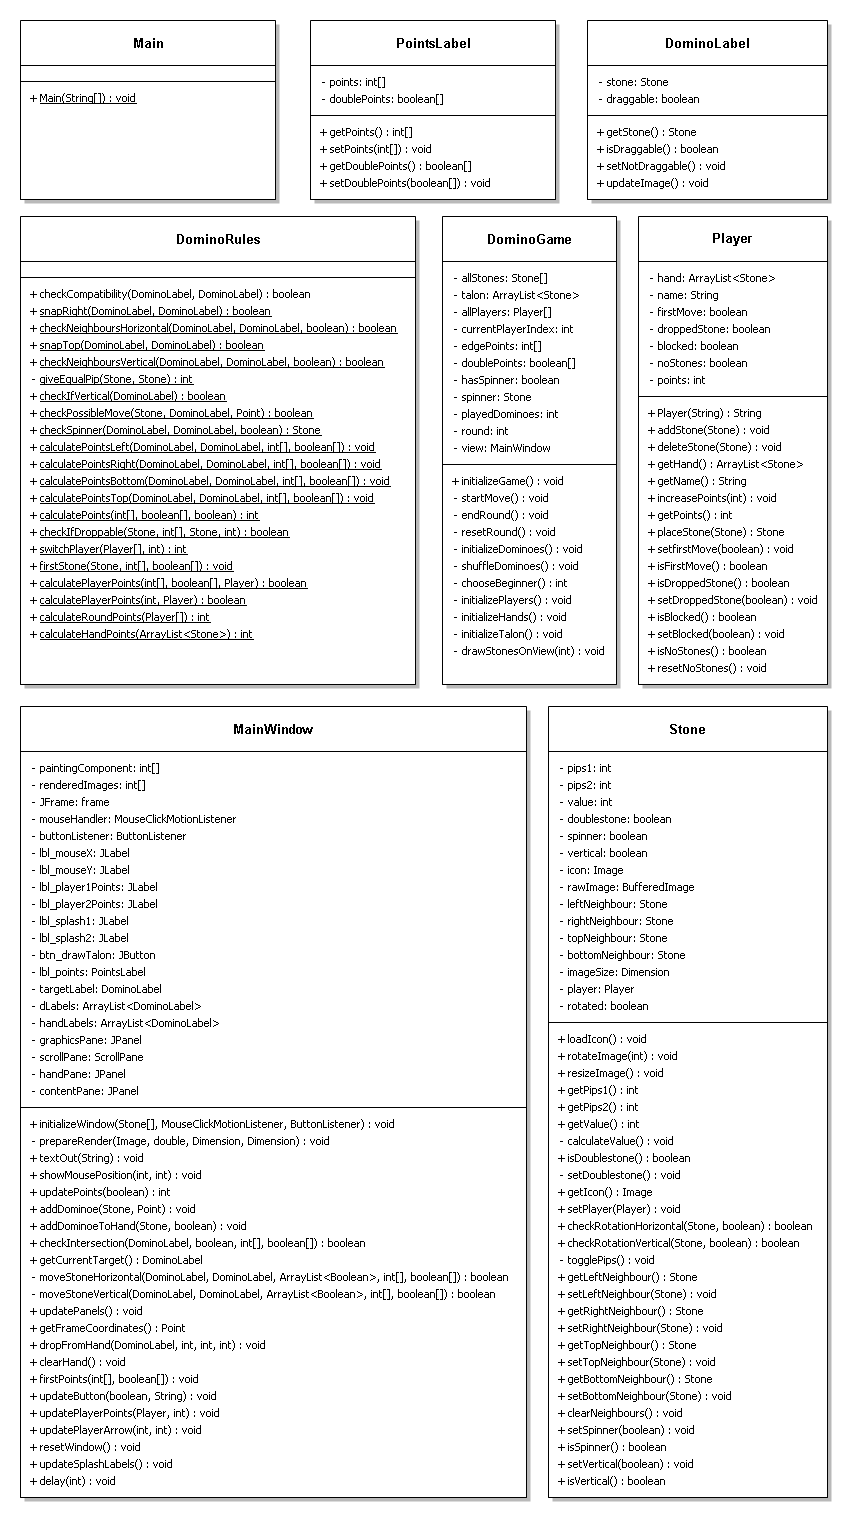 Main
+ Main(String[]) : void
PointsLabel
- points: int[]
- doublePoints: boolean[]
+ getPoints() : int[]
+ setPoints(int[]) : void
+ getDoublePoints() : boolean[]
+ setDoublePoints(boolean[]) : void
DominoLabel
- stone: Stone
- draggable: boolean
+ getStone() : Stone
+ isDraggable() : boolean
+ setNotDraggable() : void
+ updateImage() : void
DominoRules
+ checkCompatibility(DominoLabel, DominoLabel) : boolean
+ snapRight(DominoLabel, DominoLabel) : boolean
+ checkNeighboursHorizontal(DominoLabel, DominoLabel, boolean) : boolean
+ snapTop(DominoLabel, DominoLabel) : boolean
+ checkNeighboursVertical(DominoLabel, DominoLabel, boolean) : boolean
- giveEqualPip(Stone, Stone) : int
+ checkIfVertical(DominoLabel) : boolean
+ checkPossibleMove(Stone, DominoLabel, Point) : boolean
+ checkSpinner(DominoLabel, DominoLabel, boolean) : Stone
+ calculatePointsLeft(DominoLabel, DominoLabel, int[], boolean[]) : void
+ calculatePointsRight(DominoLabel, DominoLabel, int[], boolean[]) : void
+ calculatePointsBottom(DominoLabel, DominoLabel, int[], boolean[]) : void
+ calculatePointsTop(DominoLabel, DominoLabel, int[], boolean[]) : void
+ calculatePoints(int[], boolean[], boolean) : int
+ checkIfDroppable(Stone, int[], Stone, int) : boolean
+ switchPlayer(Player[], int) : int
+ firstStone(Stone, int[], boolean[]) : void
+ calculatePlayerPoints(int[], boolean[], Player) : boolean
+ calculatePlayerPoints(int, Player) : boolean
+ calculateRoundPoints(Player[]) : int
+ calculateHandPoints(ArrayList<Stone>) : int
DominoGame
- allStones: Stone[]
- talon: ArrayList<Stone>
- allPlayers: Player[]
- currentPlayerIndex: int
- edgePoints: int[]
- doublePoints: boolean[]
- hasSpinner: boolean
- spinner: Stone
- playedDominoes: int
- round: int
- view: MainWindow
+ initializeGame() : void
- startMove() : void
- endRound() : void
- resetRound() : void
- initializeDominoes() : void
- shuffleDominoes() : void
- chooseBeginner() : int
- initializePlayers() : void
- initializeHands() : void
- initializeTalon() : void
- drawStonesOnView(int) : void
Player
- hand: ArrayList<Stone>
- name: String
- firstMove: boolean
- droppedStone: boolean
- blocked: boolean
- noStones: boolean
- points: int
+ Player(String) : String
+ addStone(Stone) : void
+ deleteStone(Stone) : void
+ getHand() : ArrayList<Stone>
+ getName() : String
+ increasePoints(int) : void
+ getPoints() : int
+ placeStone(Stone) : Stone
+ setfirstMove(boolean) : void
+ isFirstMove() : boolean
+ isDroppedStone() : boolean
+ setDroppedStone(boolean) : void
+ isBlocked() : boolean
+ setBlocked(boolean) : void
+ isNoStones() : boolean
+ resetNoStones() : void
MainWindow
- paintingComponent: int[]
- renderedImages: int[]
- JFrame: frame
- mouseHandler: MouseClickMotionListener
- buttonListener: ButtonListener
- lbl_mouseX: JLabel
- lbl_mouseY: JLabel
- lbl_player1Points: JLabel
- lbl_player2Points: JLabel
- lbl_splash1: JLabel
- lbl_splash2: JLabel
- btn_drawTalon: JButton
- lbl_points: PointsLabel
- targetLabel: DominoLabel
- dLabels: ArrayList<DominoLabel>
- handLabels: ArrayList<DominoLabel>
- graphicsPane: JPanel
- scrollPane: ScrollPane
- handPane: JPanel
- contentPane: JPanel
+ initializeWindow(Stone[], MouseClickMotionListener, ButtonListener) : void
- prepareRender(Image, double, Dimension, Dimension) : void
+ textOut(String) : void
+ showMousePosition(int, int) : void
+ updatePoints(boolean) : int
+ addDominoe(Stone, Point) : void
+ addDominoeToHand(Stone, boolean) : void
+ checkIntersection(DominoLabel, boolean, int[], boolean[]) : boolean
+ getCurrentTarget() : DominoLabel
- moveStoneHorizontal(DominoLabel, DominoLabel, ArrayList<Boolean>, int[], boolean[]) : boolean
- moveStoneVertical(DominoLabel, DominoLabel, ArrayList<Boolean>, int[], boolean[]) : boolean
+ updatePanels() : void
+ getFrameCoordinates() : Point
+ dropFromHand(DominoLabel, int, int, int) : void
+ clearHand() : void
+ firstPoints(int[], boolean[]) : void
+ updateButton(boolean, String) : void
+ updatePlayerPoints(Player, int) : void
+ updatePlayerArrow(int, int) : void
+ resetWindow() : void
+ updateSplashLabels() : void
+ delay(int) : void
Stone
- pips1: int
- pips2: int
- value: int
- doublestone: boolean
- spinner: boolean
- vertical: boolean
- icon: Image
- rawImage: BufferedImage
- leftNeighbour: Stone
- rightNeighbour: Stone
- topNeighbour: Stone
- bottomNeighbour: Stone
- imageSize: Dimension
- player: Player
- rotated: boolean
+ loadIcon() : void
+ rotateImage(int) : void
+ resizeImage() : void
+ getPips1() : int
+ getPips2() : int
+ getValue() : int
- calculateValue() : void
+ isDoublestone() : boolean
- setDoublestone() : void
+ getIcon() : Image
+ setPlayer(Player) : void
+ checkRotationHorizontal(Stone, boolean) : boolean
+ checkRotationVertical(Stone, boolean) : boolean
- togglePips() : void
+ getLeftNeighbour() : Stone
+ setLeftNeighbour(Stone) : void
+ getRightNeighbour() : Stone
+ setRightNeighbour(Stone) : void
+ getTopNeighbour() : Stone
+ setTopNeighbour(Stone) : void
+ getBottomNeighbour() : Stone
+ setBottomNeighbour(Stone) : void
+ clearNeighbours() : void
+ setSpinner(boolean) : void
+ isSpinner() : boolean
+ setVertical(boolean) : void
+ isVertical() : boolean